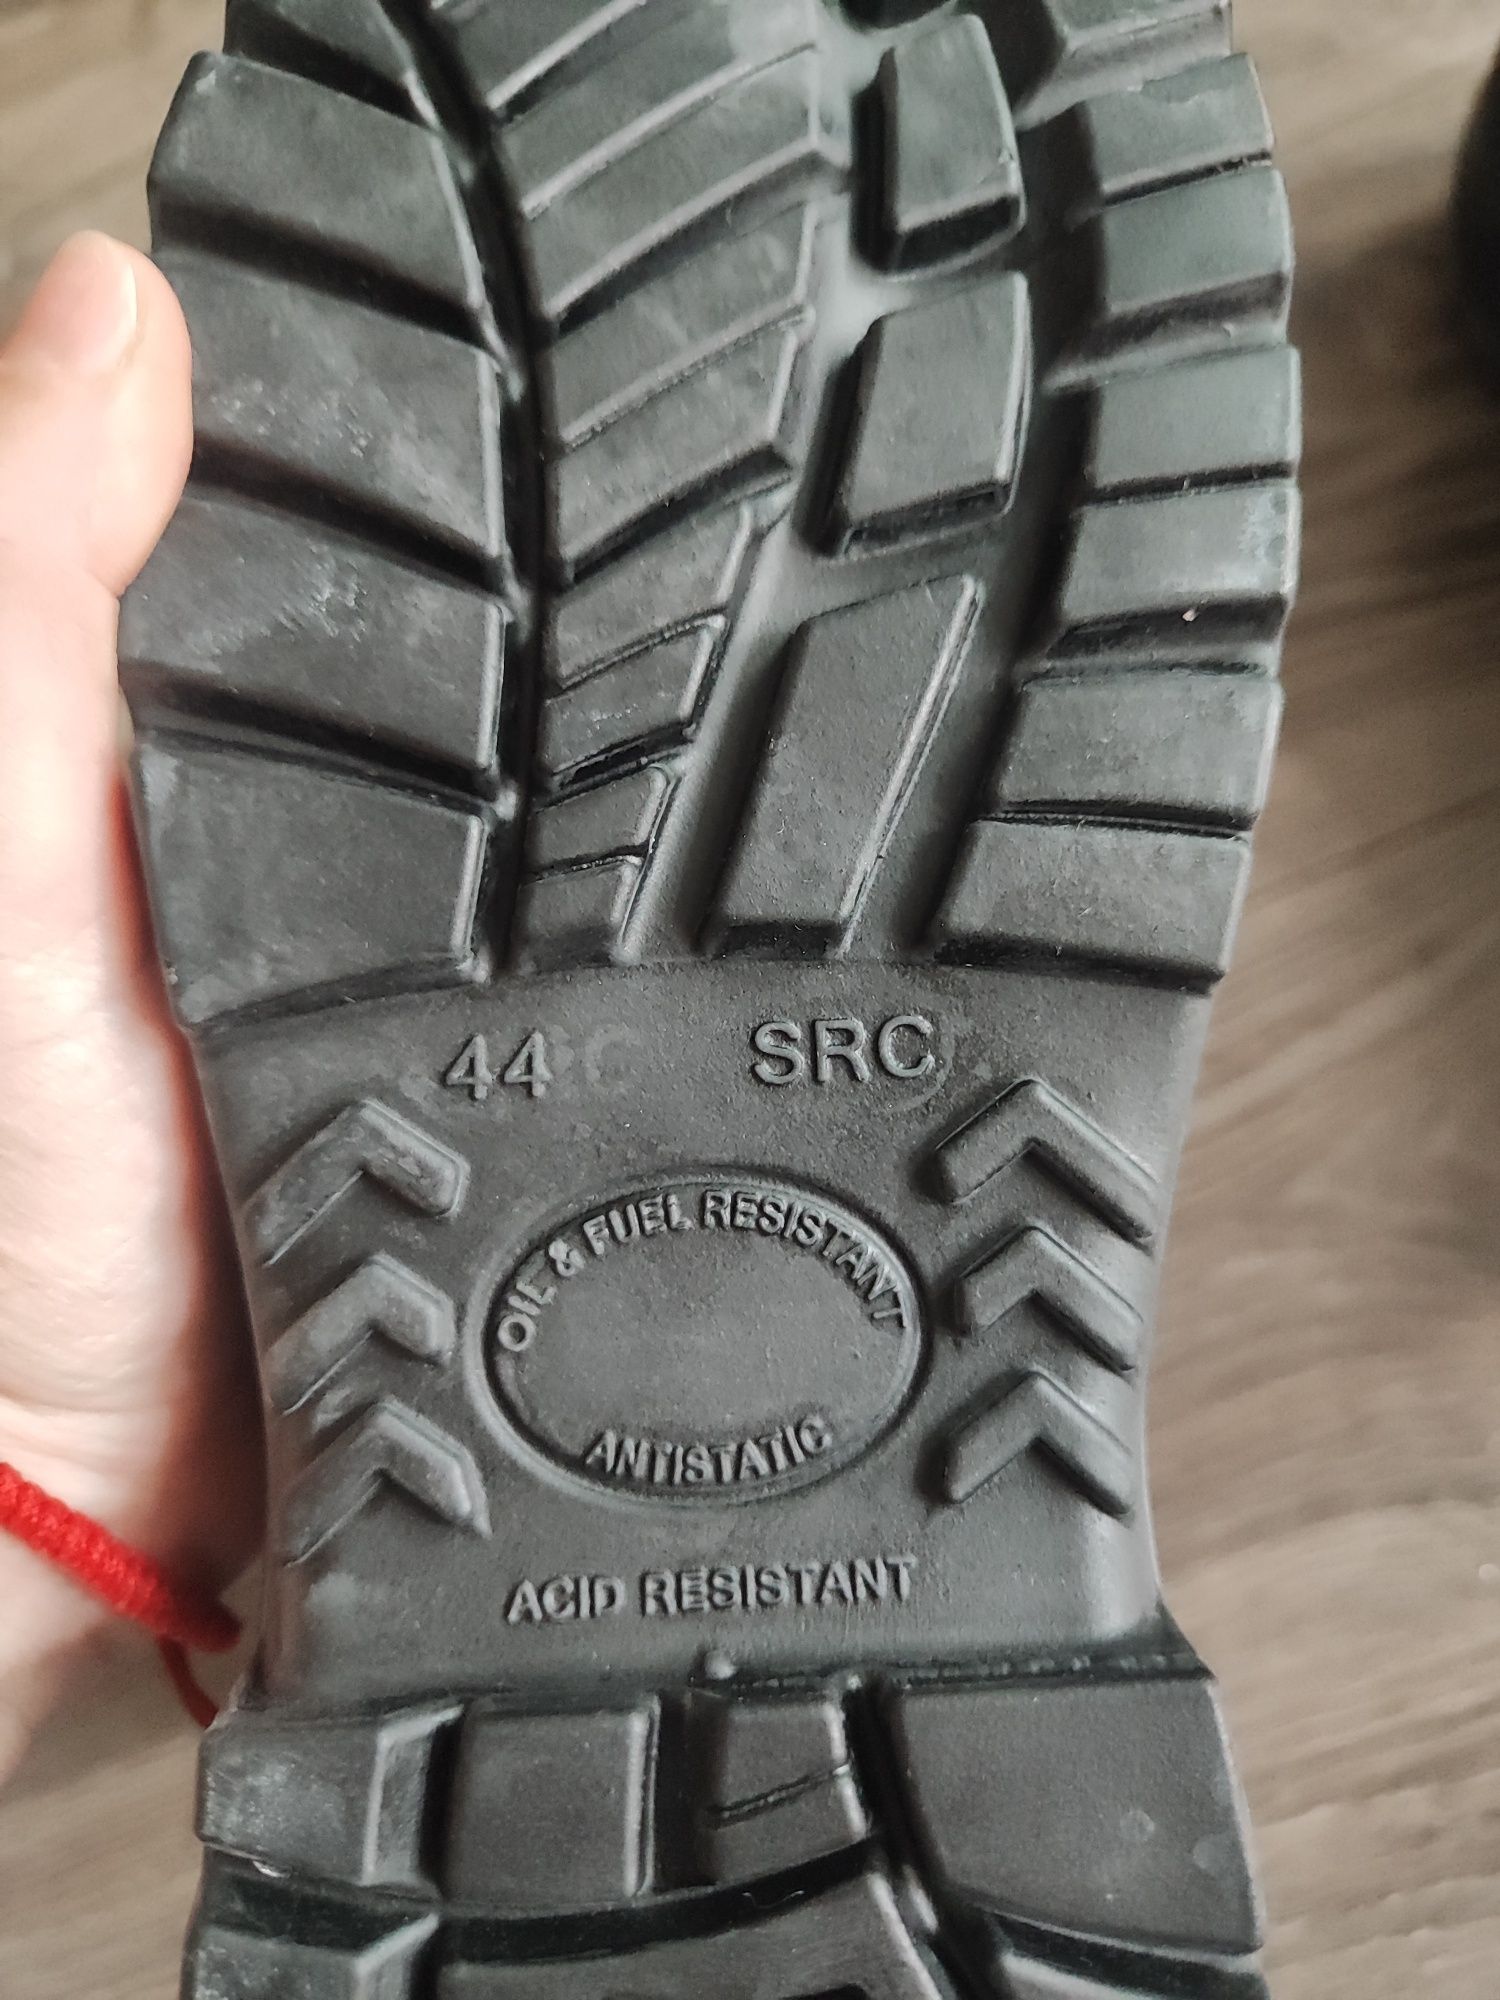 44 SRC
OIL & FUEL RESISTANT
ANTISTATIC
ACID RESISTANT